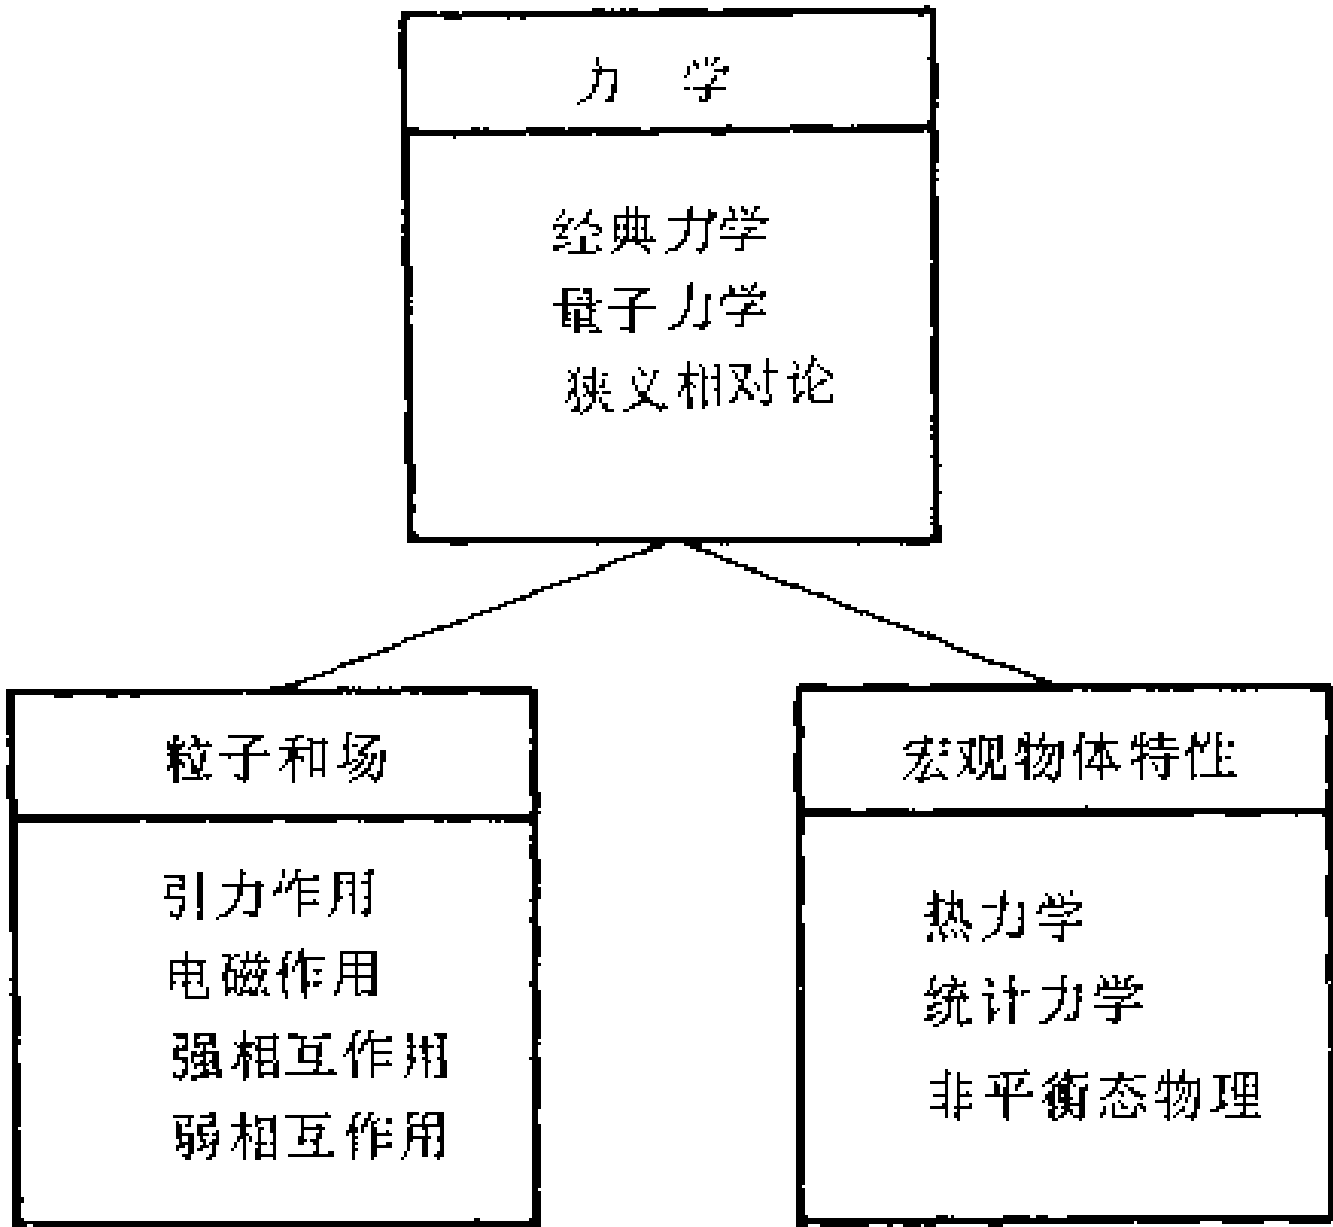 力 学
经典力学
量子力学
狭义相对论
粒子和场
引力作用
电磁作用
强相互作用
弱相互作用
宏观物体特性
热力学
统计力学
非平衡态物理